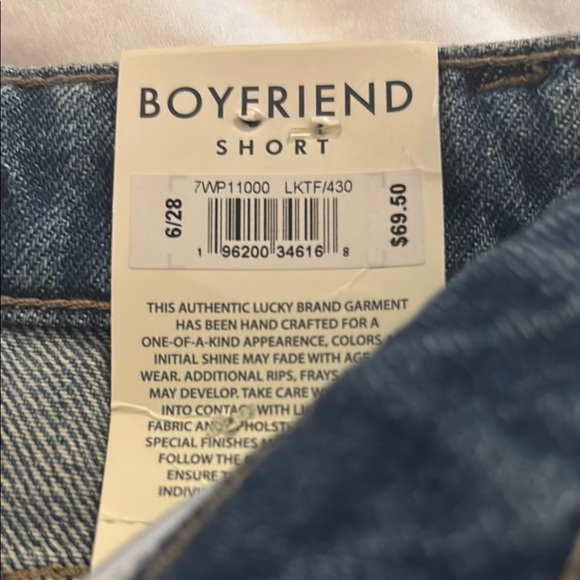 BOYFRIEND
SHORT
7WP11000 LKTF/430
6/28
$69.50
1 96200 34616 8
THIS AUTHENTIC LUCKY BRAND GARMENT
HAS BEEN HAND CRAFTED FOR A
ONE-OF-A-KIND APPEARENCE, COLORS
INITIAL SHINE MAY FADE WITH AGE
WEAR. ADDITIONAL RIPS, FRAYS
MAY DEVELOP. TAKE CARE
INTO CONTACT WITH
FABRIC
SPECIAL FINISHES
FOLLOW THE
ENSURE